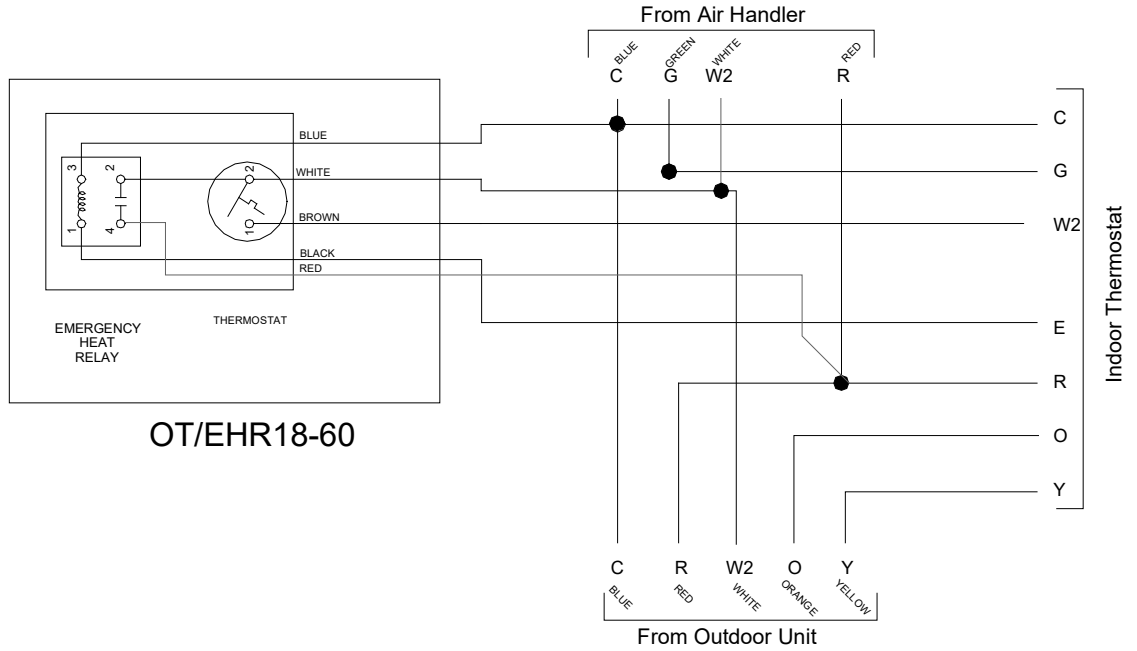 From Air Handler
BLUE
GREEN
WHITE
RED
C
G
W2
R
C
G
W2
E
R
O
Y
Indoor Thermostat
BLUE
WHITE
BROWN
BLACK
RED
3
2
1
4
2
1
EMERGENCY
HEAT
RELAY
THERMOSTAT
OT/EHR18-60
C
R
W2
O
Y
BLUE
RED
WHITE
ORANGE
YELLOW
From Outdoor Unit